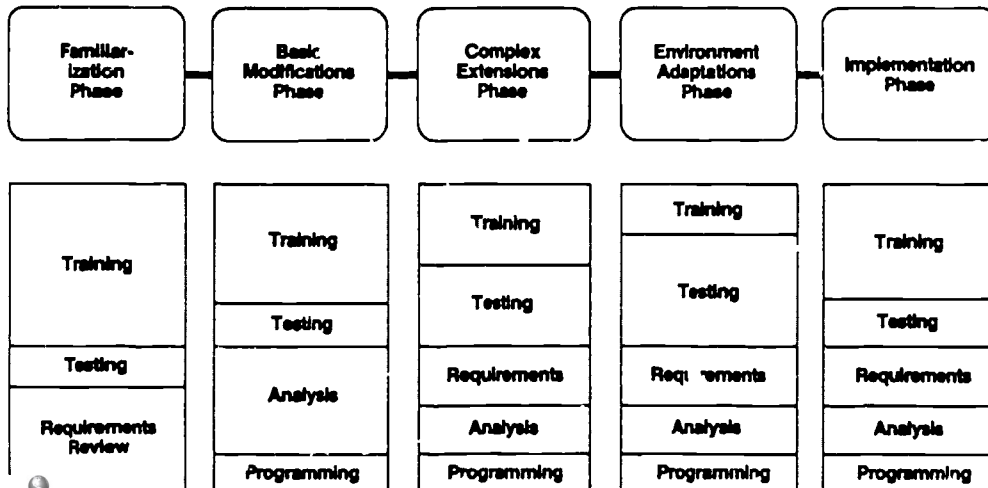 Familiar-
ization
Phase
Basic
Modifications
Phase
Complex
Extensions
Phase
Environment
Adaptations
Phase
Implementation
Phase
Training
Testing
Requirements
Review
Training
Testing
Analysis
Programming
Training
Testing
Requirements
Analysis
Programming
Training
Testing
Requirements
Analysis
Programming
Training
Testing
Requirements
Analysis
Programming